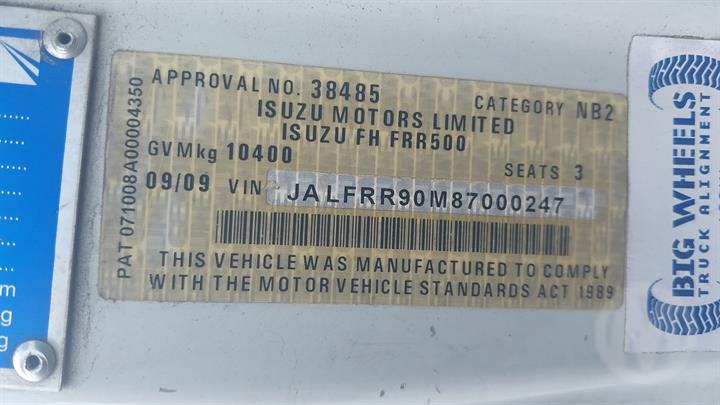 APPROVAL NO. 38485 CATEGORY NB2
ISUZU MOTORS LIMITED
ISUZU FH FRR500
GVMkg 10400 SEATS 3
09/09 VIN JALFRR90M87000247
THIS VEHICLE WAS MANUFACTURED TO COMPLY
WITH THE MOTOR VEHICLE STANDARDS ACT 1989
PAT 071008A00004350
BIG WHEELS
TRUCK ALIGNMENT
m
g
g